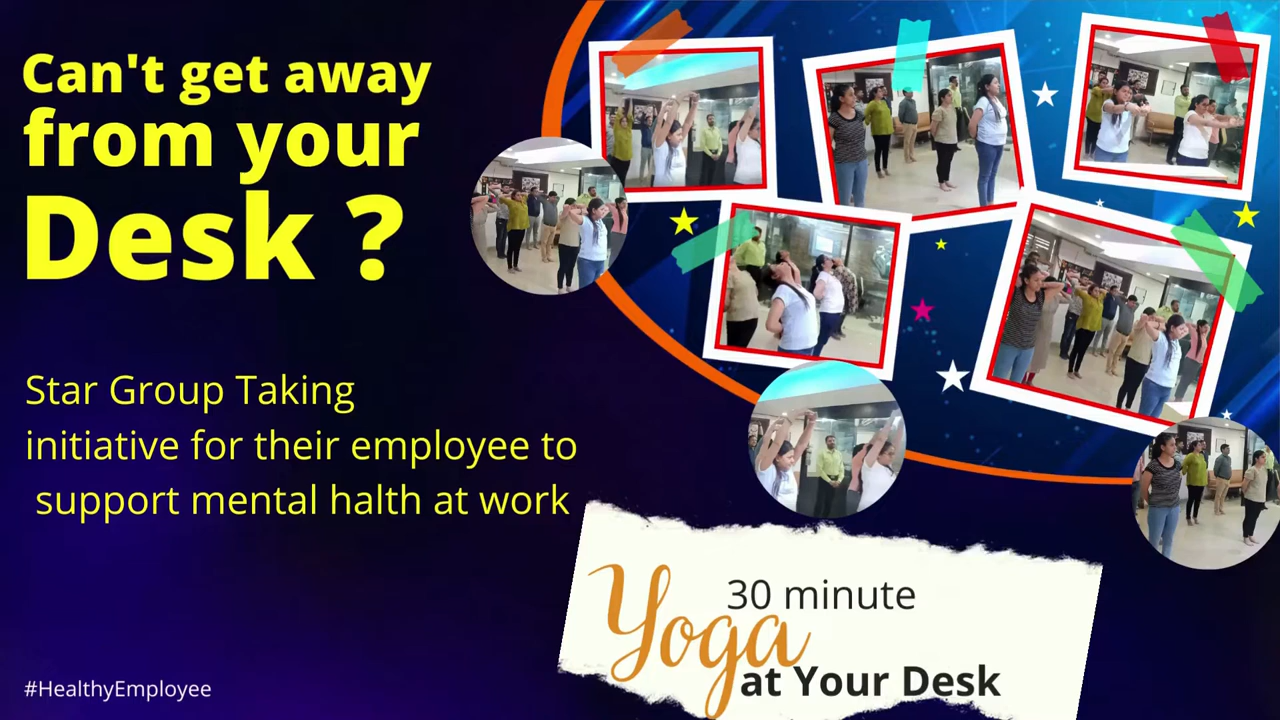 Can't get away
from your
Desk ?
Star Group Taking
initiative for their employee to
support mental halth at work
30 minute
Yoga
at Your Desk
#HealthyEmployee